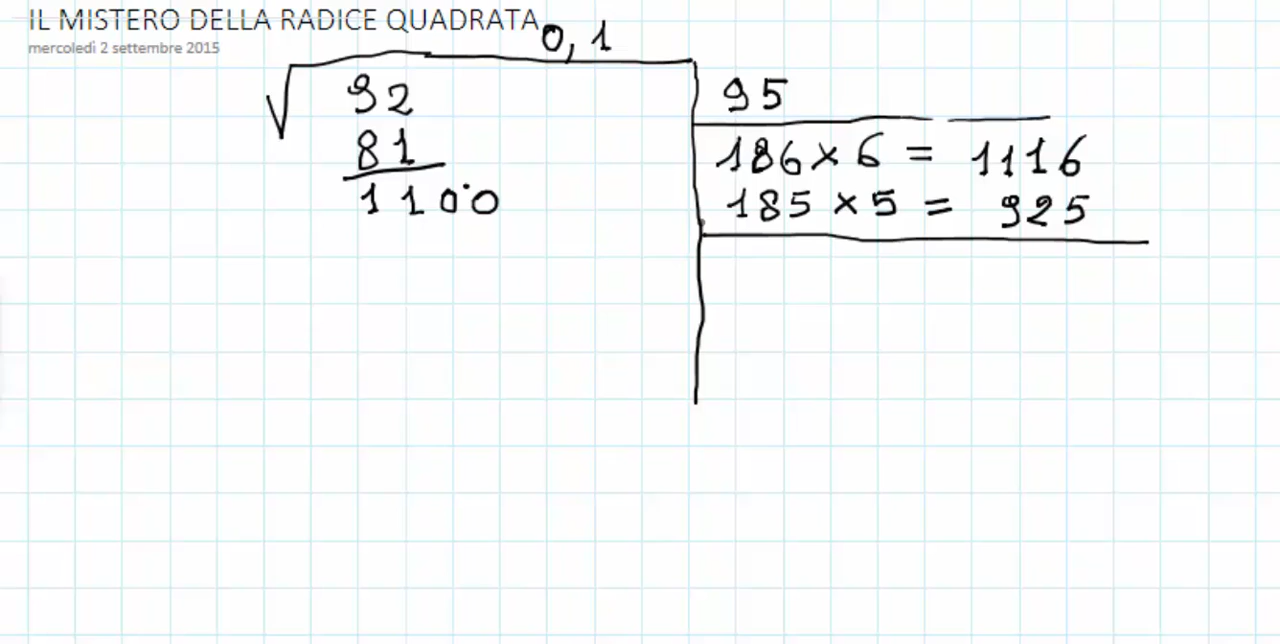 IL MISTERO DELLA RADICE QUADRATA
mercoledì 2 settembre 2015
0,1
√92
95
81
186 × 6 = 1116
1100
185 × 5 = 925